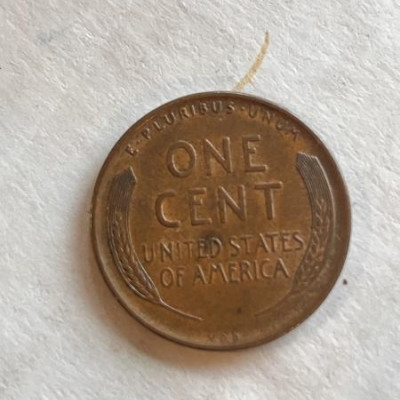 E·PLURIBUS·UNUM
ONE
CENT
UNITED STATES
OF AMERICA
V.D.B.